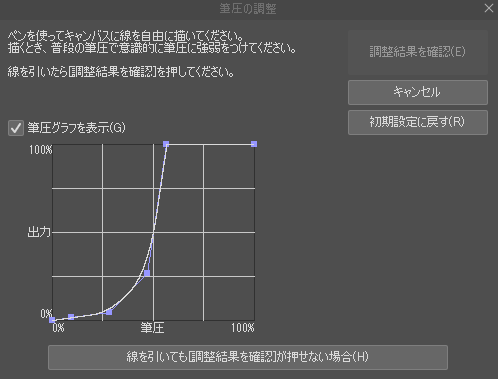 筆圧の調整
ペンを使ってキャンバスに線を自由に描いてください。
描くとき、普段の筆圧で意識的に筆圧に強弱をつけてください。
線を引いたら[調整結果を確認]を押してください。
調整結果を確認(E)
キャンセル
初期設定に戻す(R)
筆圧グラフを表示(G)
100%
出力
0%
0% 筆圧 100%
線を引いても[調整結果を確認]が押せない場合(H)